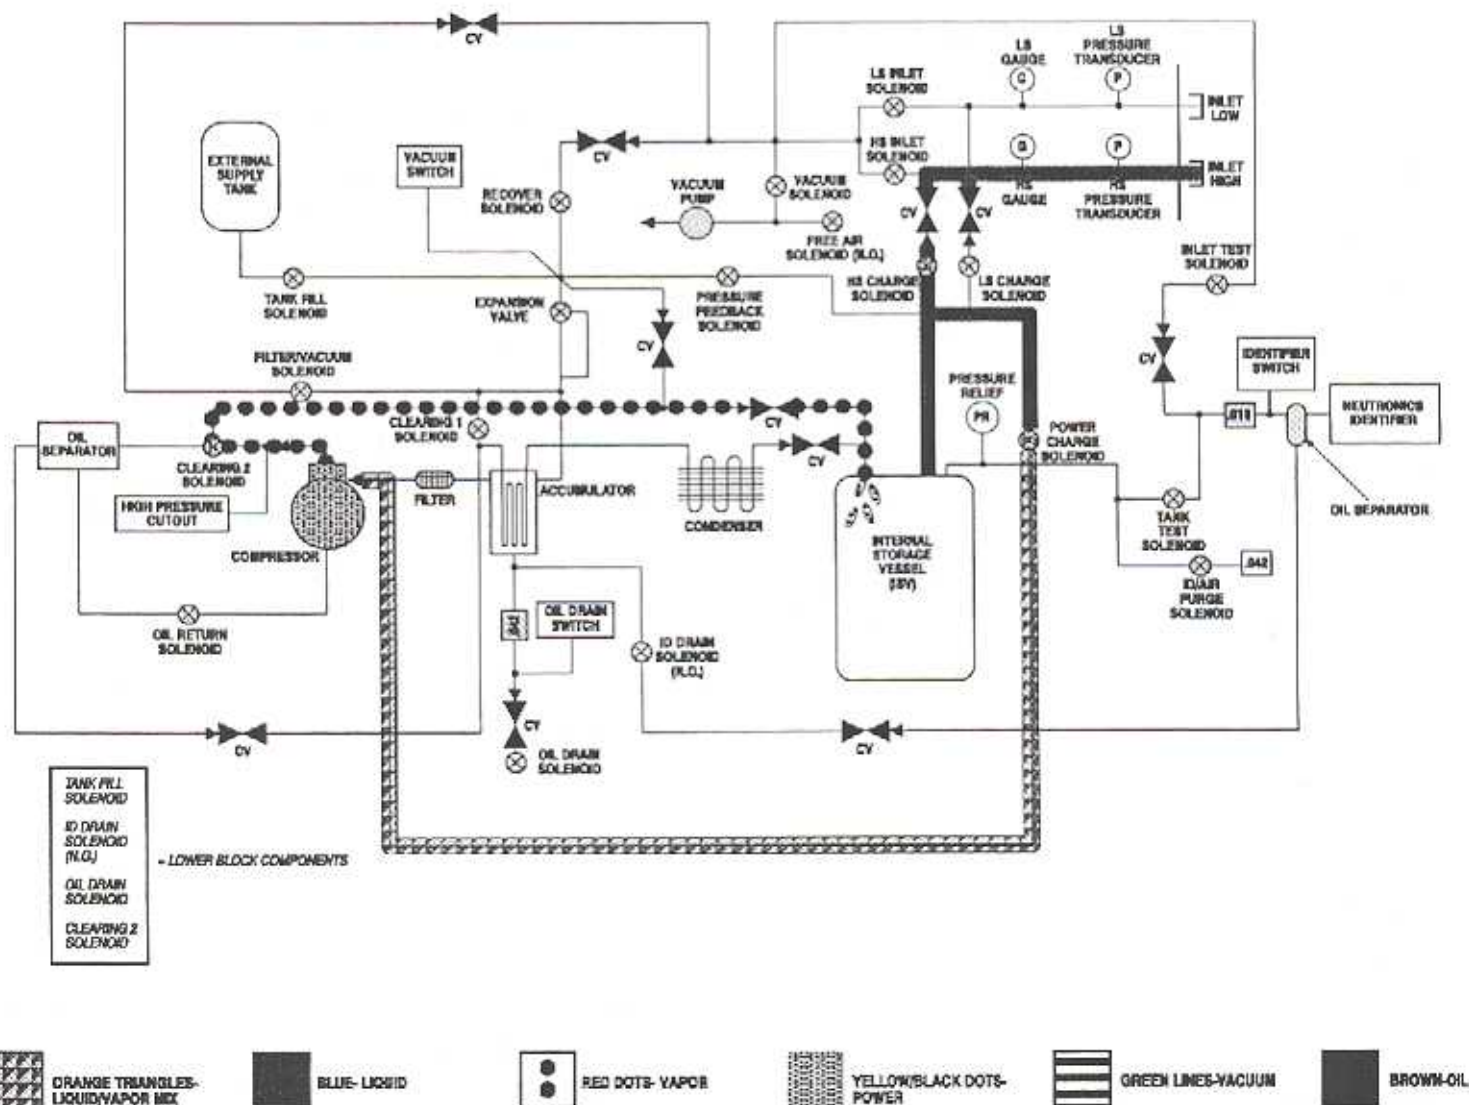 CV
LS
GAUGE
LS
PRESSURE
TRANSDUCER
LS INLET
SOLENOID
G
P
INLET
LOW
EXTERNAL
SUPPLY
TANK
VACUUM
SWITCH
CV
HS INLET
SOLENOID
G
P
INLET
HIGH
RECOVER
SOLENOID
VACUUM
PUMP
VACUUM
SOLENOID
HS
GAUGE
HS
PRESSURE
TRANSDUCER
CV
CV
FREE AIR
SOLENOID (N.O.)
INLET TEST
SOLENOID
TANK FILL
SOLENOID
EXPANSION
VALVE
PRESSURE
FEEDBACK
SOLENOID
HS CHARGE
SOLENOID
LS CHARGE
SOLENOID
CV
CV
IDENTIFIER
SWITCH
FILTER/VACUUM
SOLENOID
PRESSURE
RELIEF
PR
NEUTRONICS
IDENTIFIER
OIL
SEPARATOR
CLEARING 1
SOLENOID
CV
POWER
CHARGE
SOLENOID
CLEARING 2
SOLENOID
CV
FILTER
ACCUMULATOR
CONDENSER
HIGH PRESSURE
CUTOUT
COMPRESSOR
INTERNAL
STORAGE
VESSEL
(ISV)
TANK
TEST
SOLENOID
OIL SEPARATOR
.042
ID/AIR
PURGE
SOLENOID
OIL RETURN
SOLENOID
.042
OIL DRAIN
SWITCH
ID DRAIN
SOLENOID
(N.O.)
CV
CV
CV
OIL DRAIN
SOLENOID
TANK FILL
SOLENOID
ID DRAIN
SOLENOID
(N.O.)
OIL DRAIN
SOLENOID
CLEARING 2
SOLENOID
- LOWER BLOCK COMPONENTS
ORANGE TRIANGLES-
LIQUID/VAPOR MIX
BLUE- LIQUID
RED DOTS- VAPOR
YELLOW/BLACK DOTS-
POWER
GREEN LINES-VACUUM
BROWN-OIL